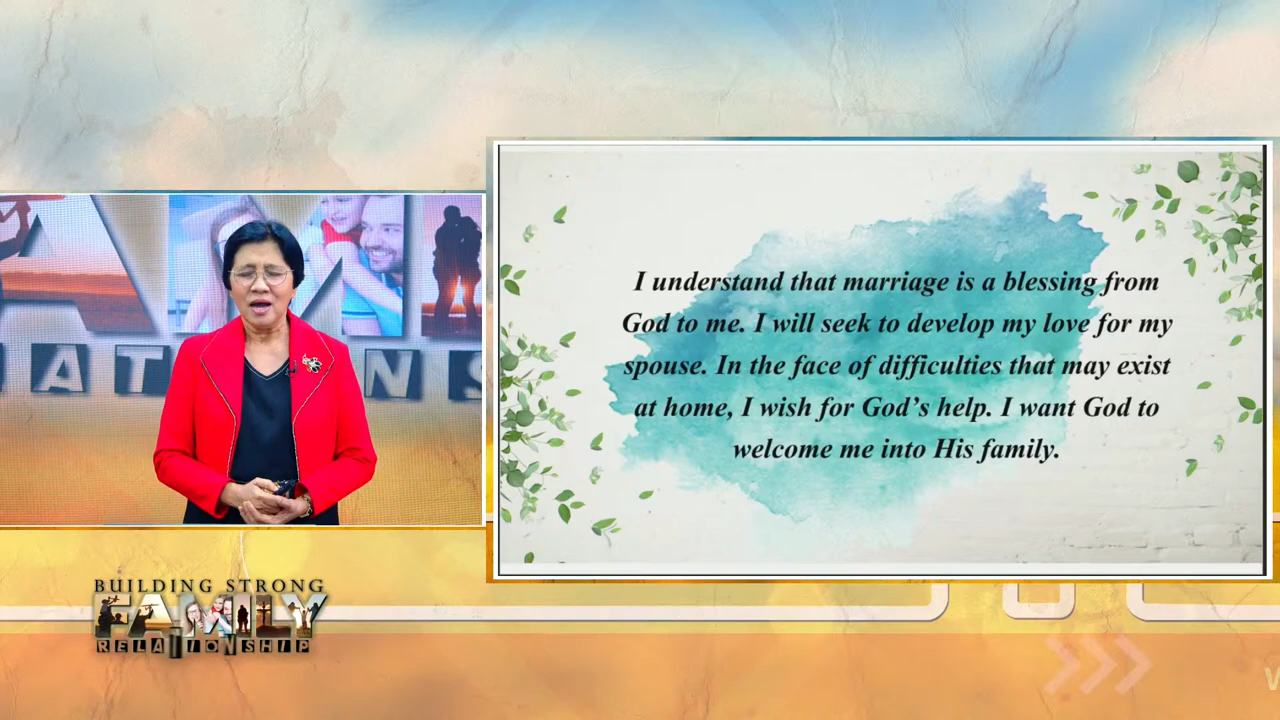 I understand that marriage is a blessing from
God to me. I will seek to develop my love for my
spouse. In the face of difficulties that may exist
at home, I wish for God's help. I want God to
welcome me into His family.
BUILDING STRONG
FAMILY
RELATIONSHIP